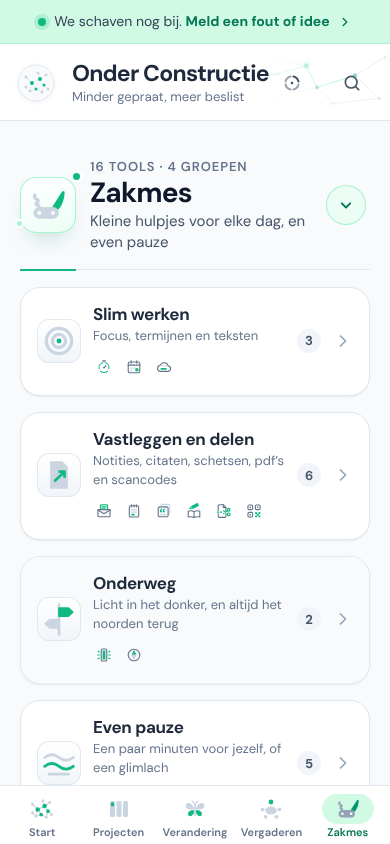 We schaven nog bij. Meld een fout of idee
Onder Constructie
Minder gepraat, meer beslist
16 TOOLS · 4 GROEPEN
Zakmes
Kleine hulpjes voor elke dag, en
even pauze
Slim werken
Focus, termijnen en teksten
3
Vastleggen en delen
Notities, citaten, schetsen, pdf's
en scancodes
6
Onderweg
Licht in het donker, en altijd het
noorden terug
2
Even pauze
Een paar minuten voor jezelf, of
een glimlach
5
Start
Projecten
Verandering
Vergaderen
Zakmes